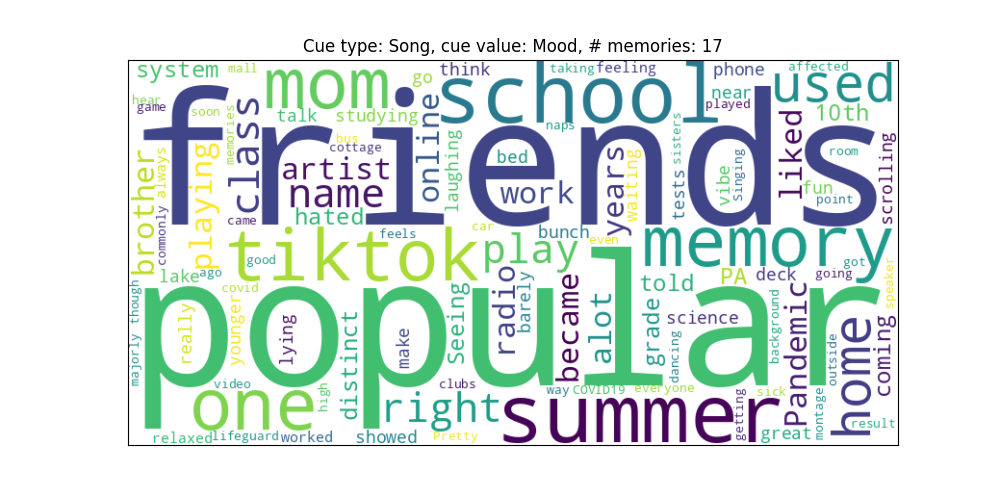 Cue type: Song, cue value: Mood, # memories: 17
system
mall
mom
go
think
taking
feeling
phone
affected
used
school
near
hear
game
soon
talk
studying
played
10th
friends
memories
class
bus
cottage
online
laughing
naps
sisters
liked
room
scrolling
artist
name
bed
work
years
waiting
tests
vibe
singing
fun
point
brother
commonly
always
playing
came
hated
feels
car
bunch
even
memory
got
tiktok
play
good
lake
ago
covid
told
PA
deck
going
speaker
radio
barely
became
alot
popular
majorly
though
really
younger
lying
distinct
make
Seeing
grade
science
dancing
background
Pandemic
outside
home
coming
video
high
clubs
way
COVID19
everyone
sick
one
right
summer
getting
great
montage
result
relaxed
lifeguard
worked
showed
Pretty